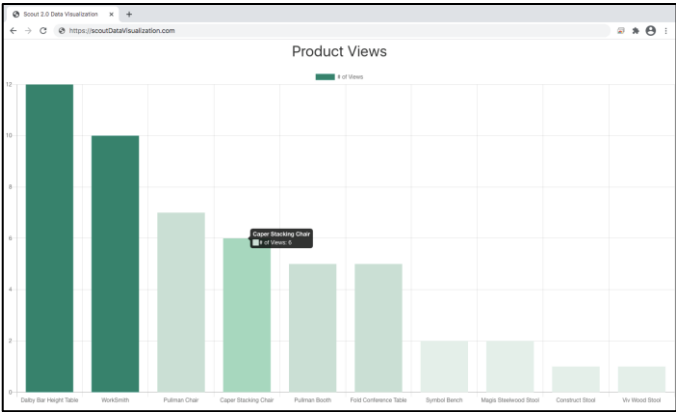 Scout 2.0 Data Visualization × +
https://scoutDataVisualization.com
Product Views
# of Views
12
10
8
6
4
2
0
Caper Stacking Chair
# of Views: 6
Dalby Bar Height Table WorkSmith Pullman Chair Caper Stacking Chair Pullman Booth Fold Conference Table Symbol Bench Magis Steelwood Stool Construct Stool Viv Wood Stool